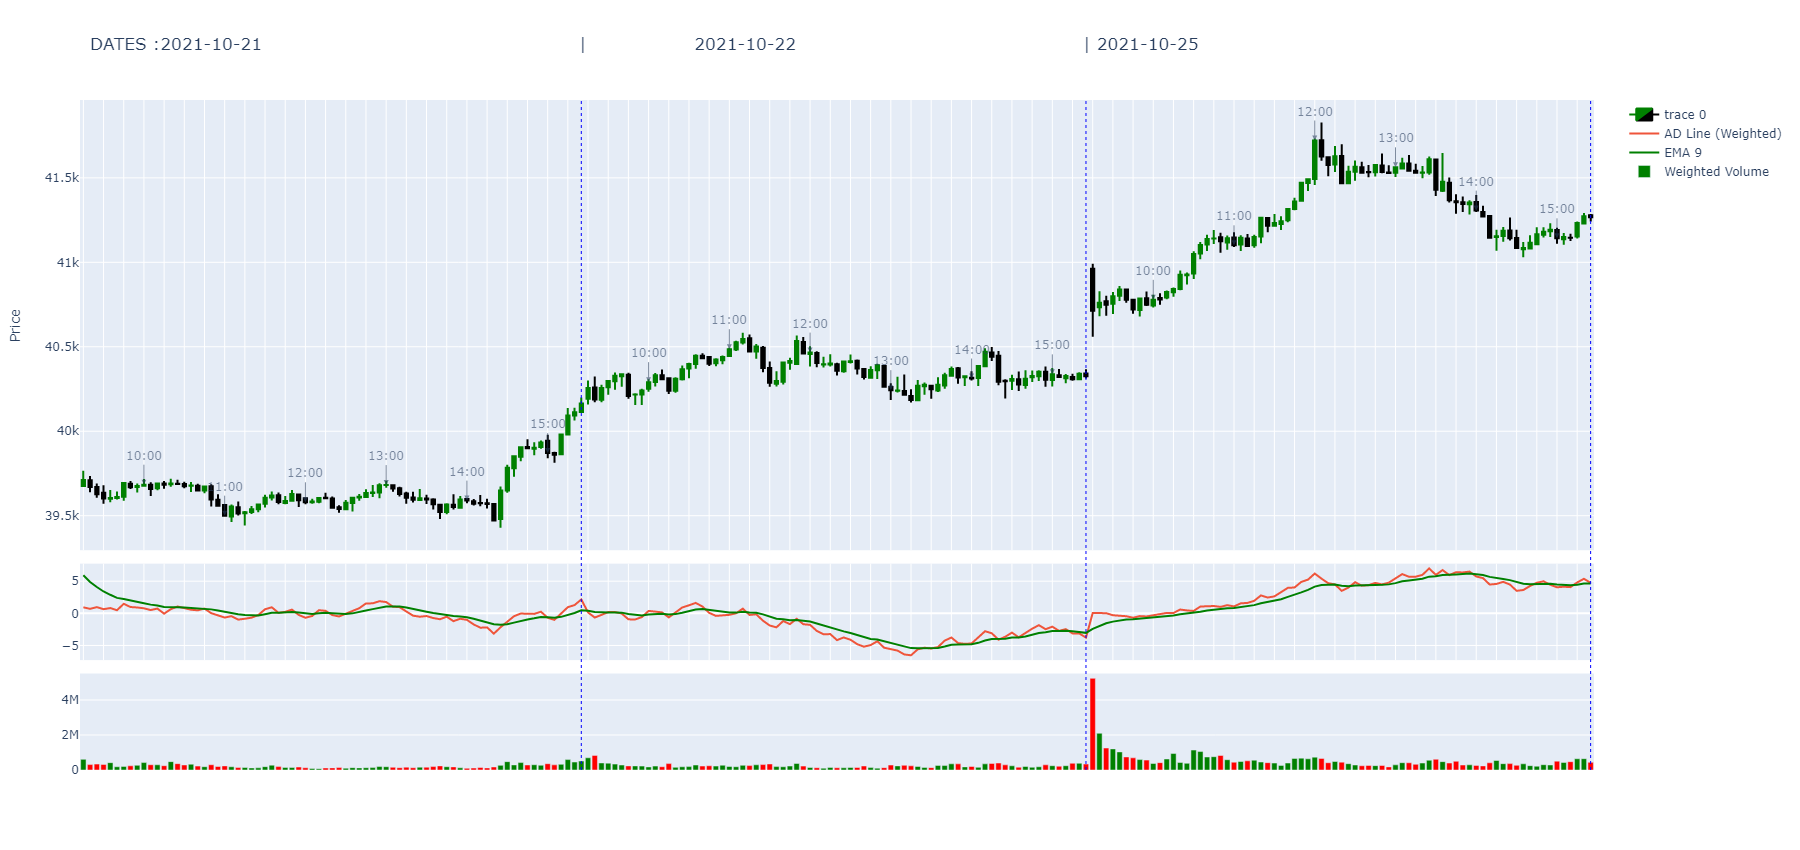 DATES :2021-10-21 | 2021-10-22 | 2021-10-25
Price
41.5k
41k
40.5k
40k
39.5k
10:00
11:00
12:00
13:00
14:00
15:00
10:00
11:00
12:00
13:00
14:00
15:00
10:00
11:00
12:00
13:00
14:00
15:00
5
0
−5
4M
2M
0
trace 0
AD Line (Weighted)
EMA 9
Weighted Volume